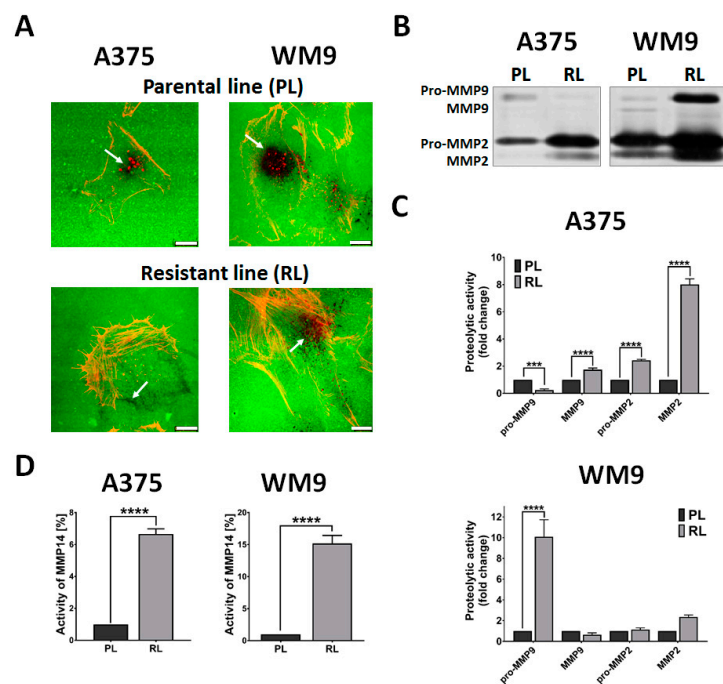 A
A375
WM9
Parental line (PL)
Resistant line (RL)
B
A375
WM9
PL
RL
PL
RL
Pro-MMP9
MMP9
Pro-MMP2
MMP2
C
A375
Proteolytic activity
(fold change)
10
8
6
4
2
0
PL
RL
***
****
****
****
pro-MMP9
MMP9
pro-MMP2
MMP2
WM9
Proteolytic activity
(fold change)
12
10
8
6
4
2
0
****
PL
RL
pro-MMP9
MMP9
pro-MMP2
MMP2
D
A375
Activity of MMP14 [%]
8
6
4
2
0
****
PL
RL
WM9
Activity of MMP14 [%]
20
15
10
5
0
****
PL
RL